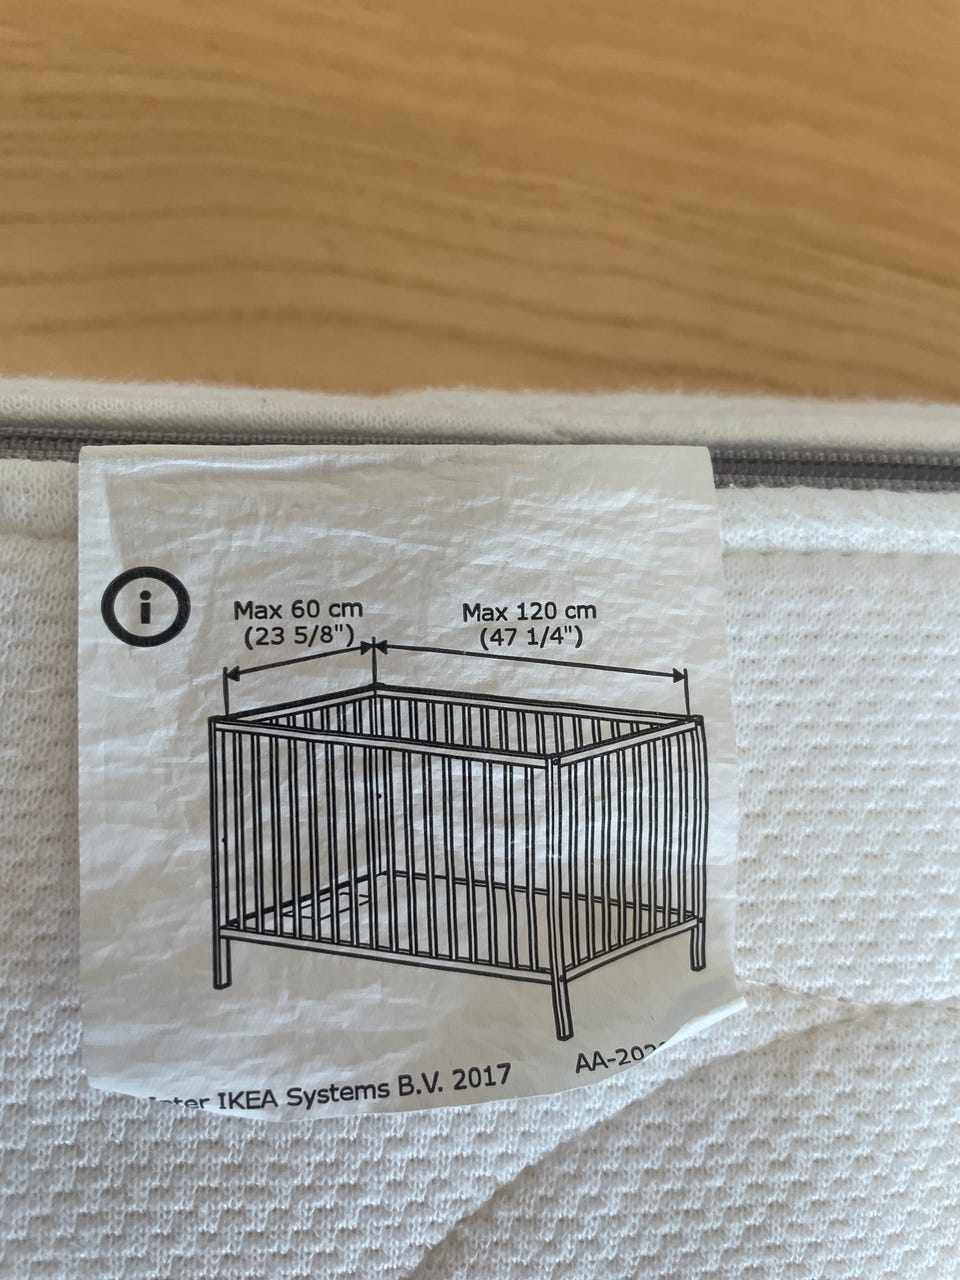 i
Max 60 cm
(23 5/8")
Max 120 cm
(47 1/4")
IKEA Systems B.V. 2017